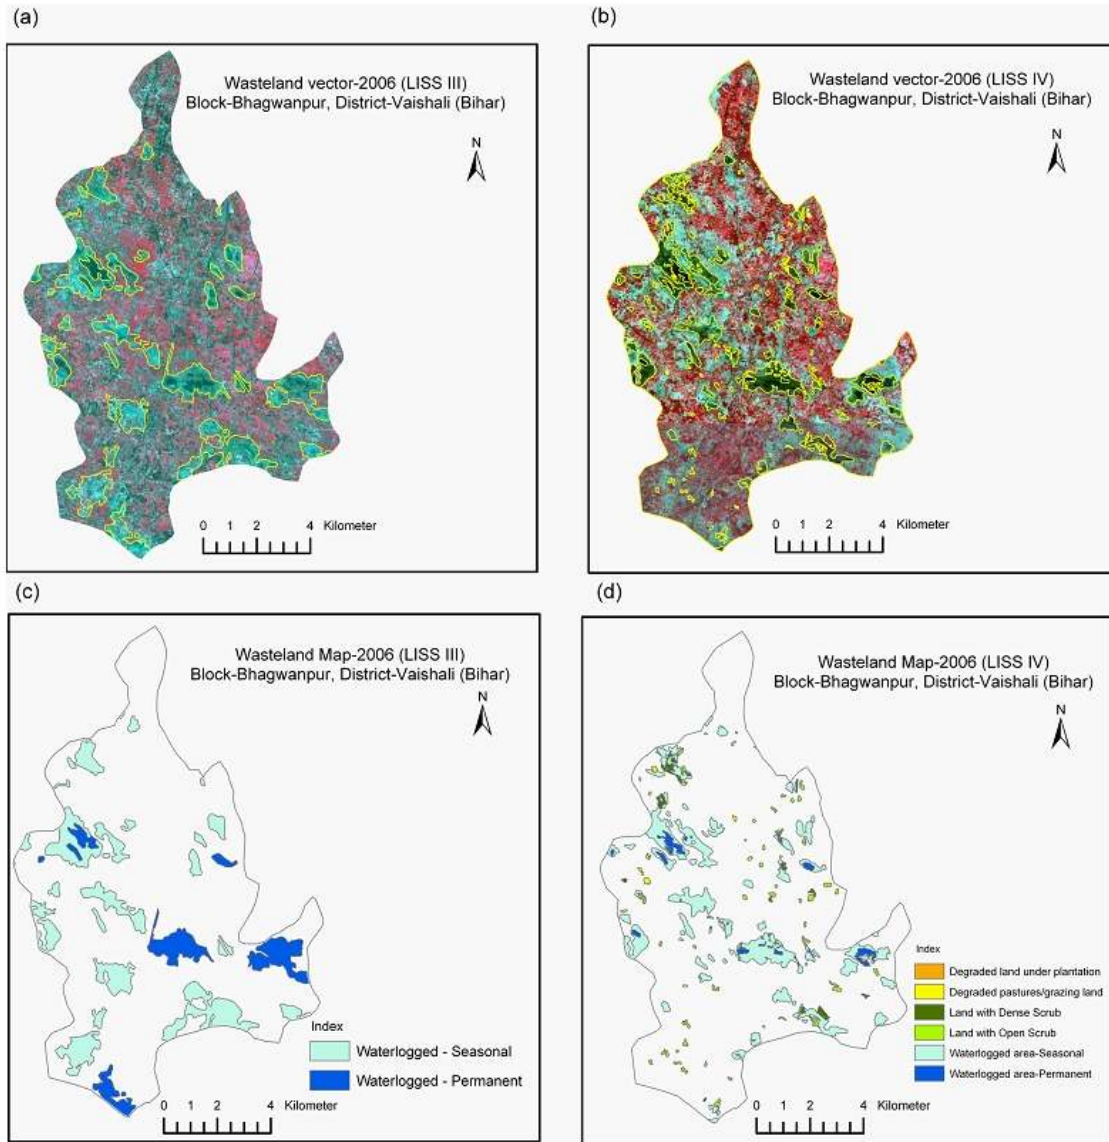 (a)
(b)
Wasteland vector-2006 (LISS III)
Block-Bhagwanpur, District-Vaishali (Bihar)
N
0 1 2 4 Kilometer
Wasteland vector-2006 (LISS IV)
Block-Bhagwanpur, District-Vaishali (Bihar)
N
0 1 2 4 Kilometer
(c)
(d)
Wasteland Map-2006 (LISS III)
Block-Bhagwanpur, District-Vaishali (Bihar)
N
Index
Waterlogged - Seasonal
Waterlogged - Permanent
0 1 2 4 Kilometer
Wasteland Map-2006 (LISS IV)
Block-Bhagwanpur, District-Vaishali (Bihar)
N
Index
Degraded land under plantation
Degraded pastures/grazing land
Land with Dense Scrub
Land with Open Scrub
Waterlogged area-Seasonal
Waterlogged area-Permanent
0 1 2 4 Kilometer